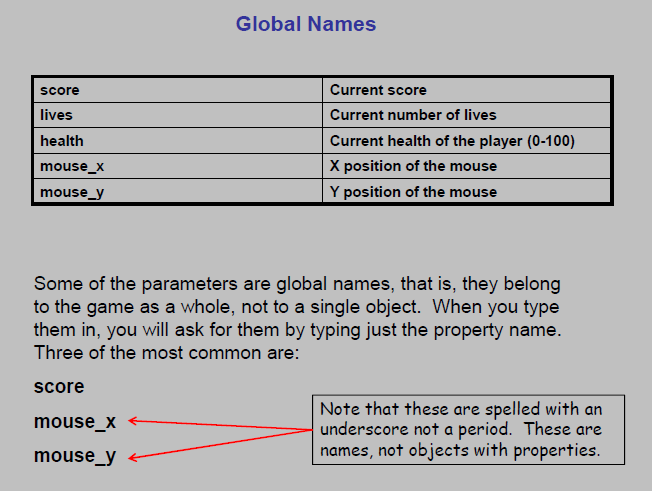 Global Names
score Current score
lives Current number of lives
health Current health of the player (0-100)
mouse_x X position of the mouse
mouse_y Y position of the mouse
Some of the parameters are global names, that is, they belong
to the game as a whole, not to a single object. When you type
them in, you will ask for them by typing just the property name.
Three of the most common are:
score
mouse_x
mouse_y
Note that these are spelled with an
underscore not a period. These are
names, not objects with properties.